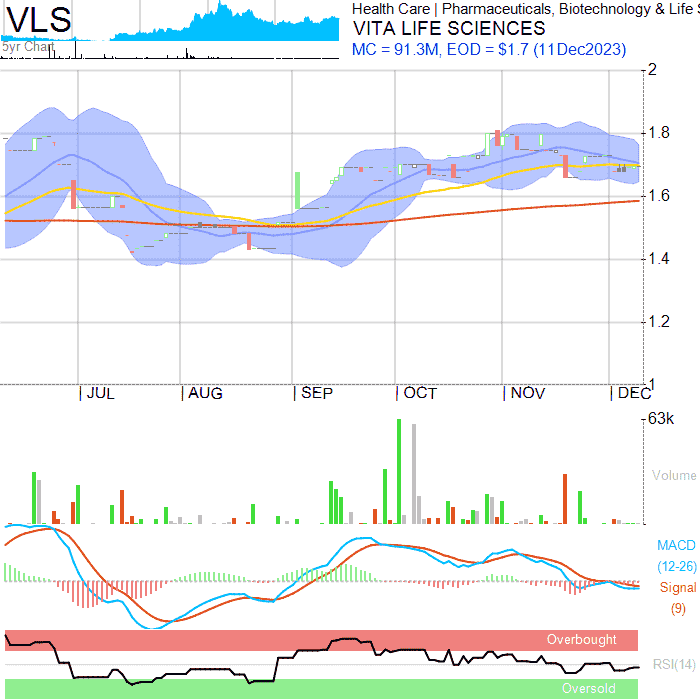 VLS
5yr Chart
Health Care | Pharmaceuticals, Biotechnology & Life S
VITA LIFE SCIENCES
MC = 91.3M, EOD = $1.7 (11Dec2023)
2
1.8
1.6
1.4
1.2
1
JUL AUG SEP OCT NOV DEC
63k
Volume
MACD
(12-26)
Signal
(9)
Overbought
RSI(14)
Oversold